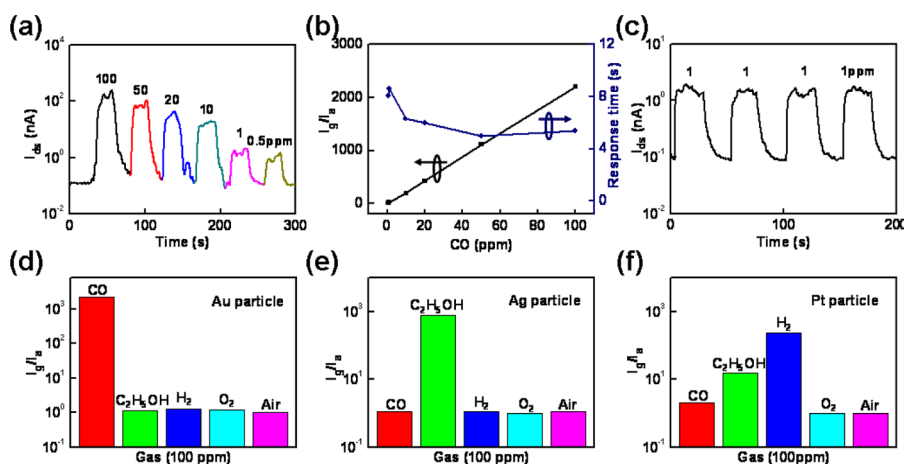 (a)
10⁴
10²
10⁰
10⁻²
I_ds (nA)
100
50
20
10
1
0.5ppm
0
100
200
300
Time (s)
(b)
3000
2000
1000
0
I_g/I_a
12
8
4
0
Response time (s)
0
20
40
60
80
100
CO (ppm)
(c)
10⁴
10²
10⁰
10⁻²
I_ds (nA)
1
1
1
1ppm
0
100
200
Time (s)
(d)
10³
10²
10¹
10⁰
10⁻¹
I_g/I_a
Au particle
CO
C₂H₅OH
H₂
O₂
Air
Gas (100 ppm)
(e)
10³
10¹
10⁻¹
I_g/I_a
Ag particle
CO
C₂H₅OH
H₂
O₂
Air
Gas (100 ppm)
(f)
10³
10¹
10⁻¹
I_g/I_a
Pt particle
CO
C₂H₅OH
H₂
O₂
Air
Gas (100ppm)